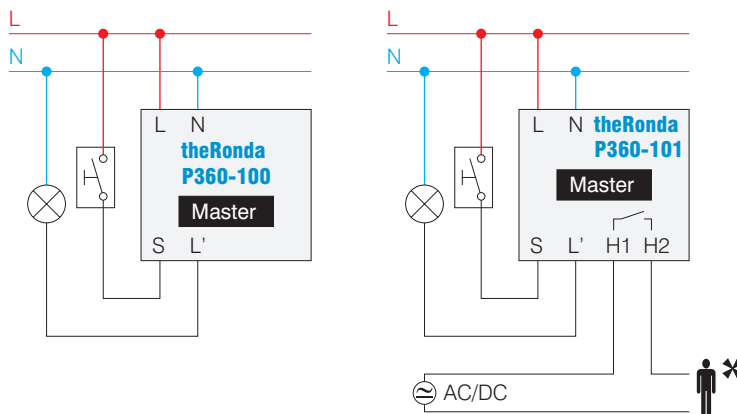 L
N
L N
theRonda
P360-100
Master
S L’
L
N
L N theRonda
P360-101
Master
S L’ H1 H2
AC/DC